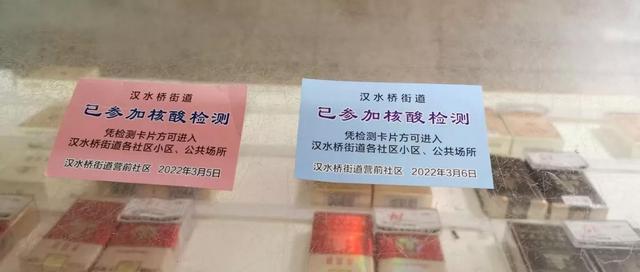 汉水桥街道
已参加核酸检测
凭检测卡片方可进入
汉水桥街道各社区小区、公共场所
汉水桥街道营前社区 2022年3月5日
汉水桥街道
已参加核酸检测
凭检测卡片方可进入
汉水桥街道各社区小区、公共场所
汉水桥街道营前社区 2022年3月6日